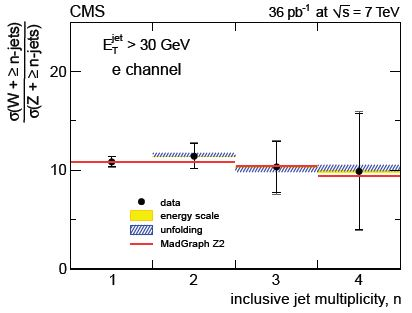 CMS 36 pb⁻¹ at √s = 7 TeV
E_T^jet > 30 GeV
e channel
σ(W + ≥ n-jets)
σ(Z + ≥ n-jets)
20
10
0
data
energy scale
unfolding
MadGraph Z2
1 2 3 4
inclusive jet multiplicity, n